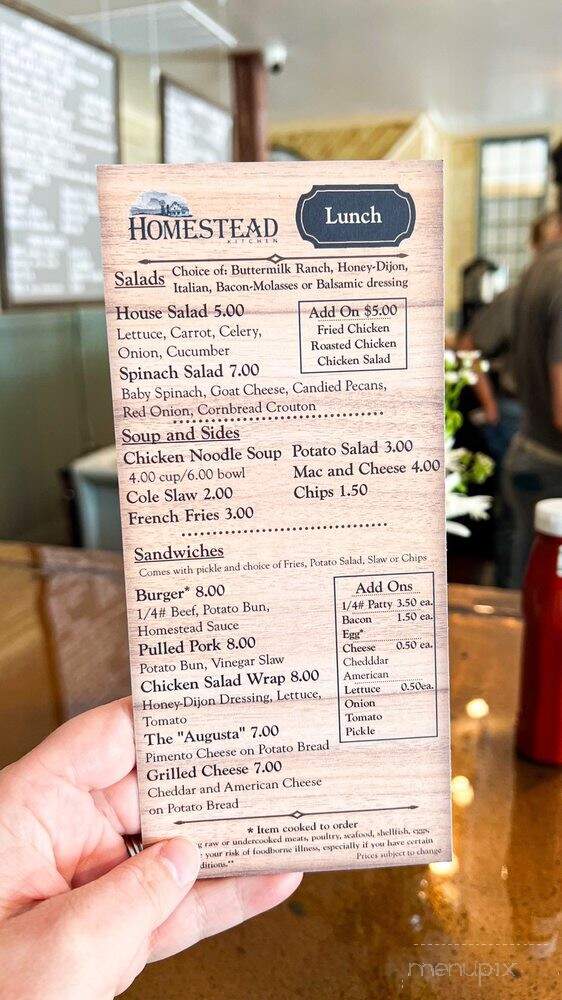 HOMESTEAD
KITCHEN
Lunch
Salads Choice of: Buttermilk Ranch, Honey-Dijon,
Italian, Bacon-Molasses or Balsamic dressing
House Salad 5.00
Lettuce, Carrot, Celery,
Onion, Cucumber
Add On $5.00
Fried Chicken
Roasted Chicken
Chicken Salad
Spinach Salad 7.00
Baby Spinach, Goat Cheese, Candied Pecans,
Red Onion, Cornbread Crouton
Soup and Sides
Chicken Noodle Soup
4.00 cup/6.00 bowl
Cole Slaw 2.00
French Fries 3.00
Potato Salad 3.00
Mac and Cheese 4.00
Chips 1.50
Sandwiches
Comes with pickle and choice of Fries, Potato Salad, Slaw or Chips
Burger* 8.00
1/4# Beef, Potato Bun,
Homestead Sauce
Pulled Pork 8.00
Potato Bun, Vinegar Slaw
Chicken Salad Wrap 8.00
Honey-Dijon Dressing, Lettuce,
Tomato
The "Augusta" 7.00
Pimento Cheese on Potato Bread
Grilled Cheese 7.00
Cheddar and American Cheese
on Potato Bread
Add Ons
1/4# Patty 3.50 ea.
Bacon 1.50 ea.
Egg*
Cheese 0.50 ea.
Chedddar
American
Lettuce 0.50ea.
Onion
Tomato
Pickle
* Item cooked to order
raw or undercooked meats, poultry, seafood, shellfish, eggs,
your risk of foodborne illness, especially if you have certain
Prices subject to change
menupix